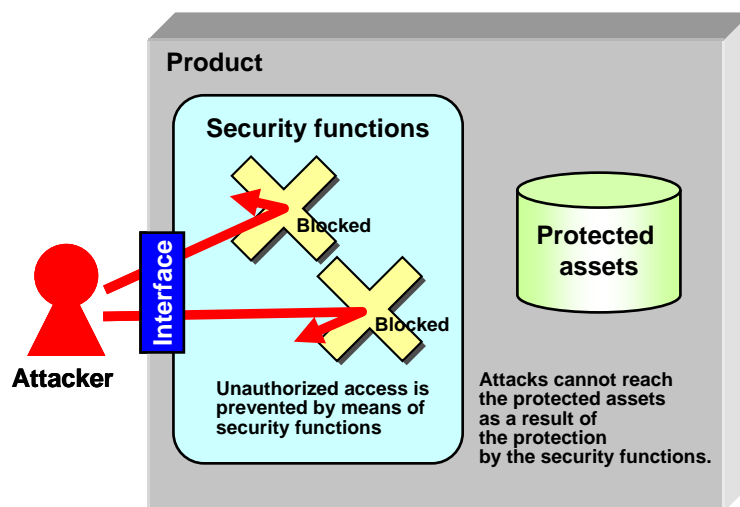 Product
Security functions
Blocked
Interface
Protected
assets
Blocked
Attacker
Unauthorized access is
prevented by means of
security functions
Attacks cannot reach
the protected assets
as a result of
the protection
by the security functions.